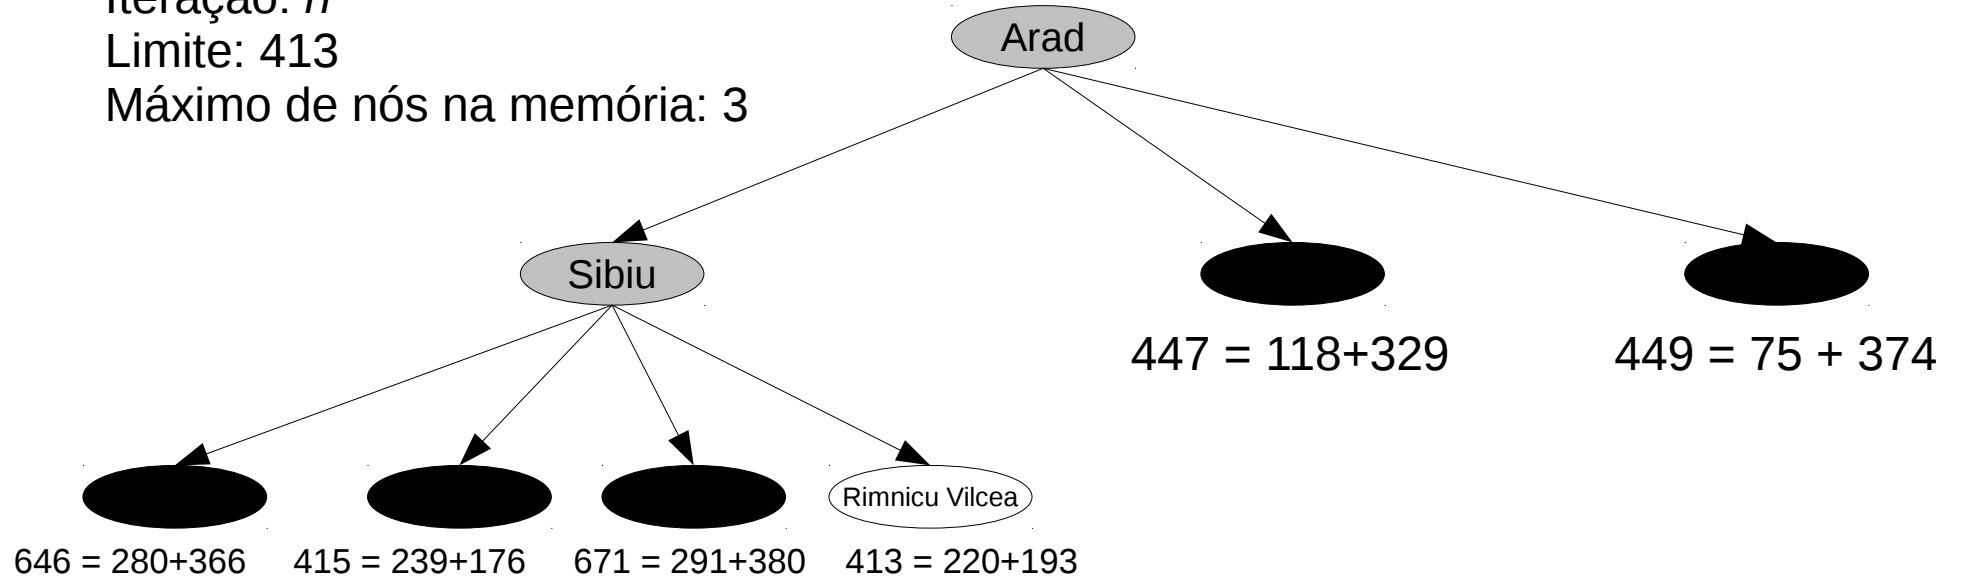 Iteração: n
Limite: 413
Máximo de nós na memória: 3
Arad
Sibiu
447 = 118+329
449 = 75 + 374
Rimnicu Vilcea
646 = 280+366
415 = 239+176
671 = 291+380
413 = 220+193